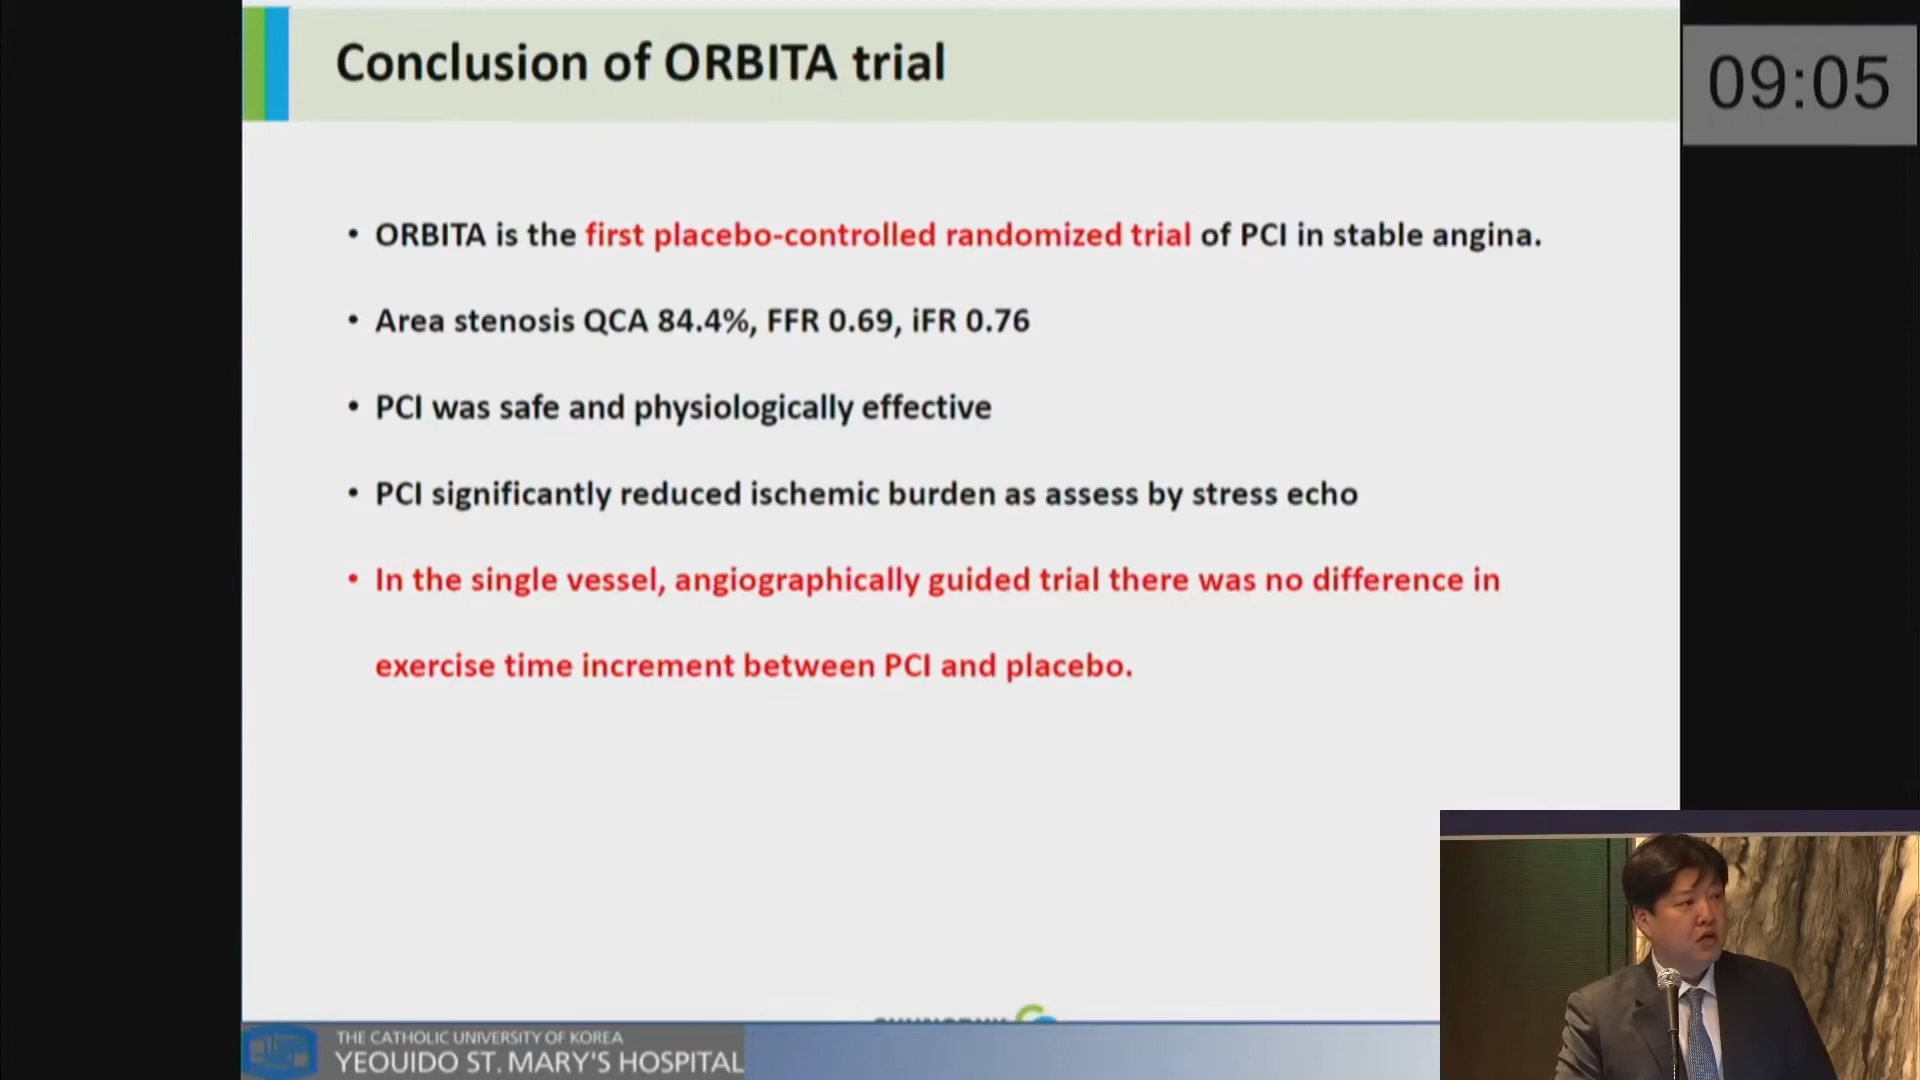 Conclusion of ORBITA trial
09:05
• ORBITA is the first placebo-controlled randomized trial of PCI in stable angina.
• Area stenosis QCA 84.4%, FFR 0.69, iFR 0.76
• PCI was safe and physiologically effective
• PCI significantly reduced ischemic burden as assess by stress echo
• In the single vessel, angiographically guided trial there was no difference in
exercise time increment between PCI and placebo.
THE CATHOLIC UNIVERSITY OF KOREA
YEOUIDO ST. MARY'S HOSPITAL